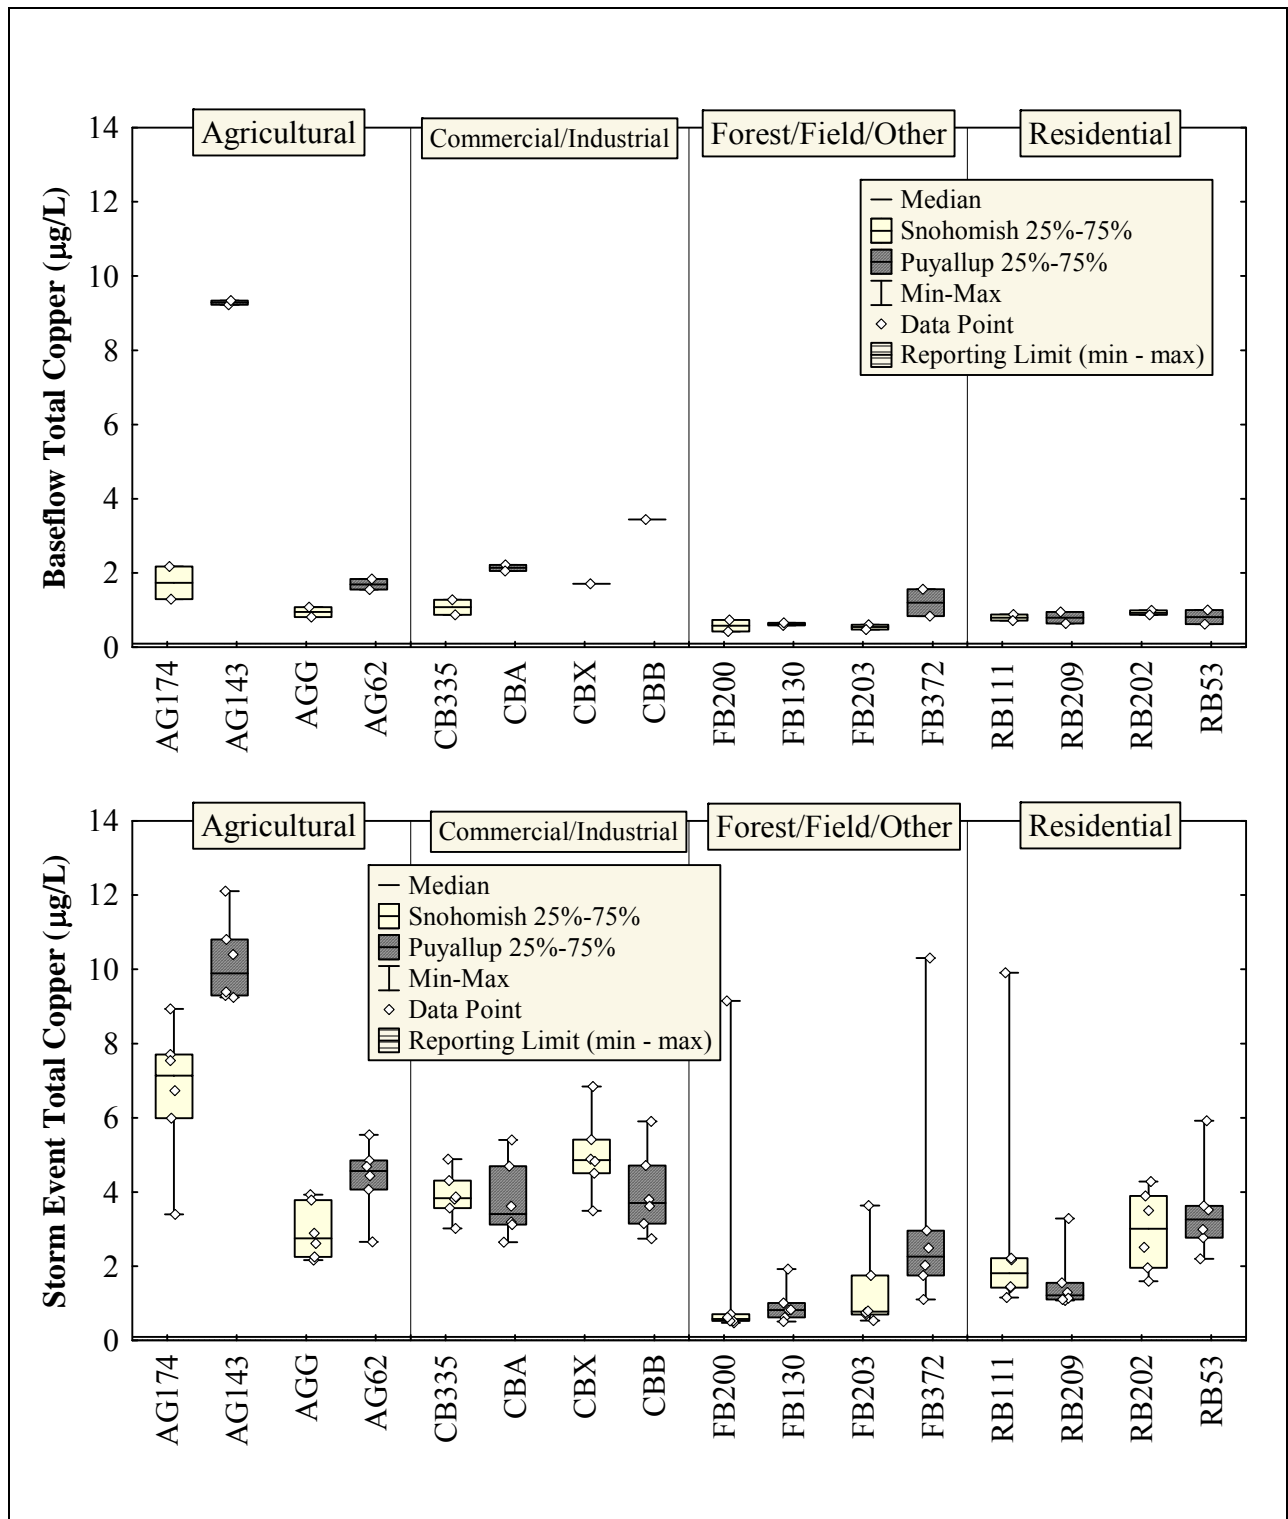 Agricultural
Commercial/Industrial
Forest/Field/Other
Residential
Baseflow Total Copper (µg/L)
14
12
10
8
6
4
2
0
Median
Snohomish 25%-75%
Puyallup 25%-75%
Min-Max
Data Point
Reporting Limit (min - max)
AG174
AG143
AGG
AG62
CB335
CBA
CBX
CBB
FB200
FB130
FB203
FB372
RB111
RB209
RB202
RB53
Agricultural
Commercial/Industrial
Forest/Field/Other
Residential
Storm Event Total Copper (µg/L)
14
12
10
8
6
4
2
0
Median
Snohomish 25%-75%
Puyallup 25%-75%
Min-Max
Data Point
Reporting Limit (min - max)
AG174
AG143
AGG
AG62
CB335
CBA
CBX
CBB
FB200
FB130
FB203
FB372
RB111
RB209
RB202
RB53